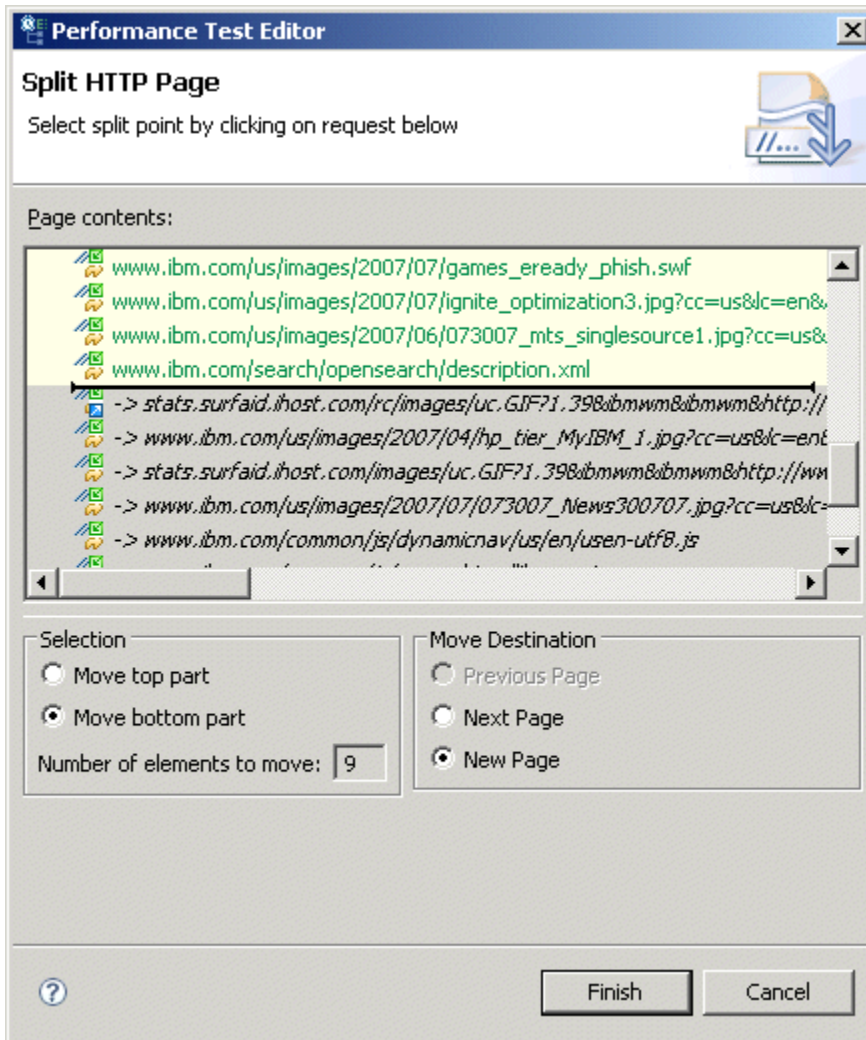 Performance Test Editor
Split HTTP Page
Select split point by clicking on request below
//...
Page contents:
www.ibm.com/us/images/2007/07/games_eready_phish.swf
www.ibm.com/us/images/2007/07/ignite_optimization3.jpg?cc=us&lc=en&
www.ibm.com/us/images/2007/06/073007_mts_singlesource1.jpg?cc=us&
www.ibm.com/search/opensearch/description.xml
-> stats.surfaid.ihost.com/rc/images/uc.GIF?1.39&ibmwm&ibmwm&http://
-> www.ibm.com/us/images/2007/04/hp_tier_MyIBM_1.jpg?cc=us&lc=en&
-> stats.surfaid.ihost.com/images/uc.GIF?1.39&ibmwm&ibmwm&http://ww
-> www.ibm.com/us/images/2007/07/073007_News300707.jpg?cc=us&lc=
-> www.ibm.com/common/js/dynamicnav/us/en/usen-utf8.js
Selection
Move top part
Move bottom part
Number of elements to move: 9
Move Destination
Previous Page
Next Page
New Page
Finish
Cancel